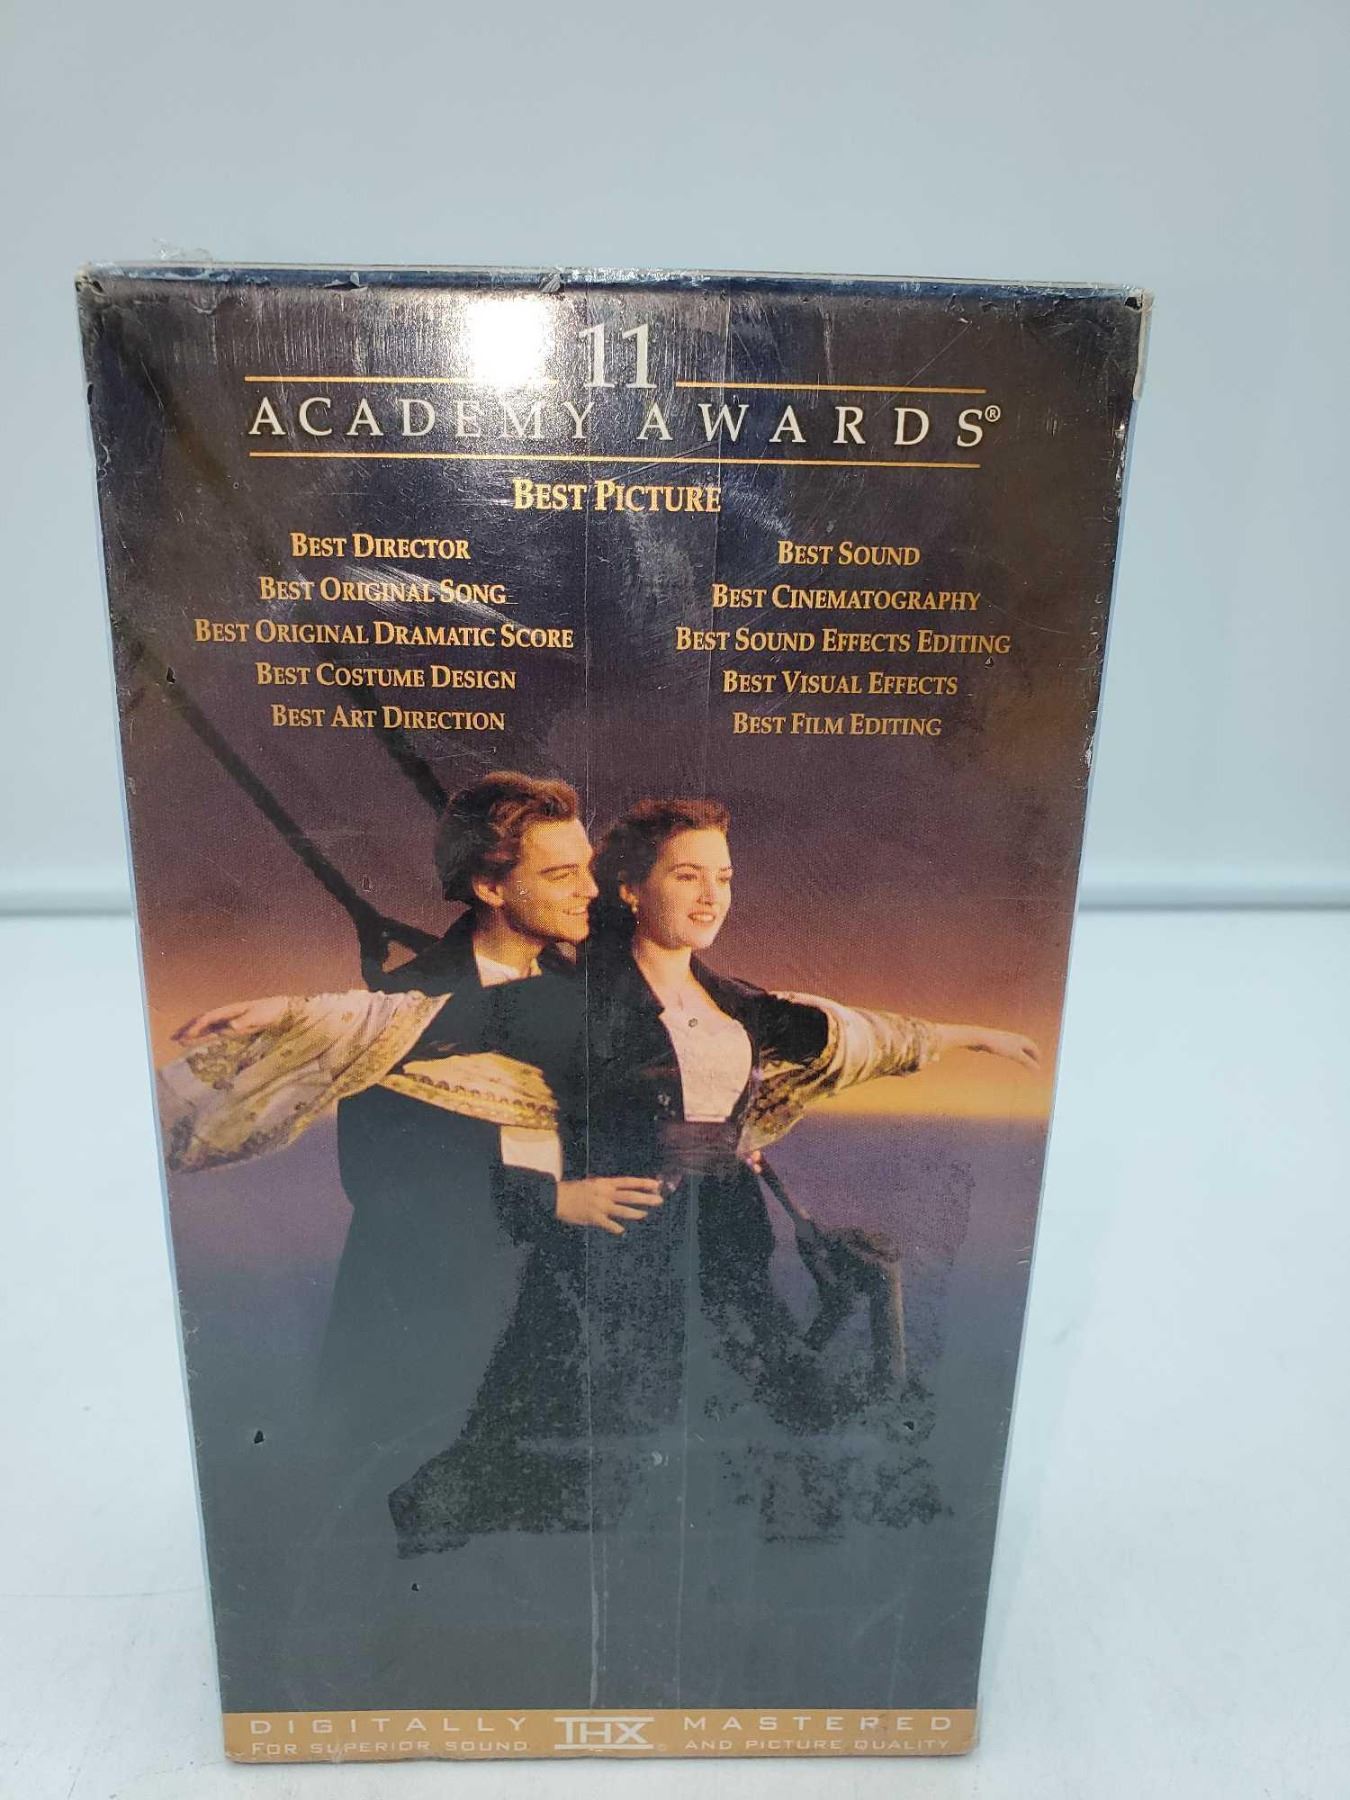 11
ACADEMY AWARDS®
BEST PICTURE
BEST DIRECTOR
BEST ORIGINAL SONG
BEST ORIGINAL DRAMATIC SCORE
BEST COSTUME DESIGN
BEST ART DIRECTION
BEST SOUND
BEST CINEMATOGRAPHY
BEST SOUND EFFECTS EDITING
BEST VISUAL EFFECTS
BEST FILM EDITING
DIGITALLY THX MASTERED
FOR SUPERIOR SOUND AND PICTURE QUALITY